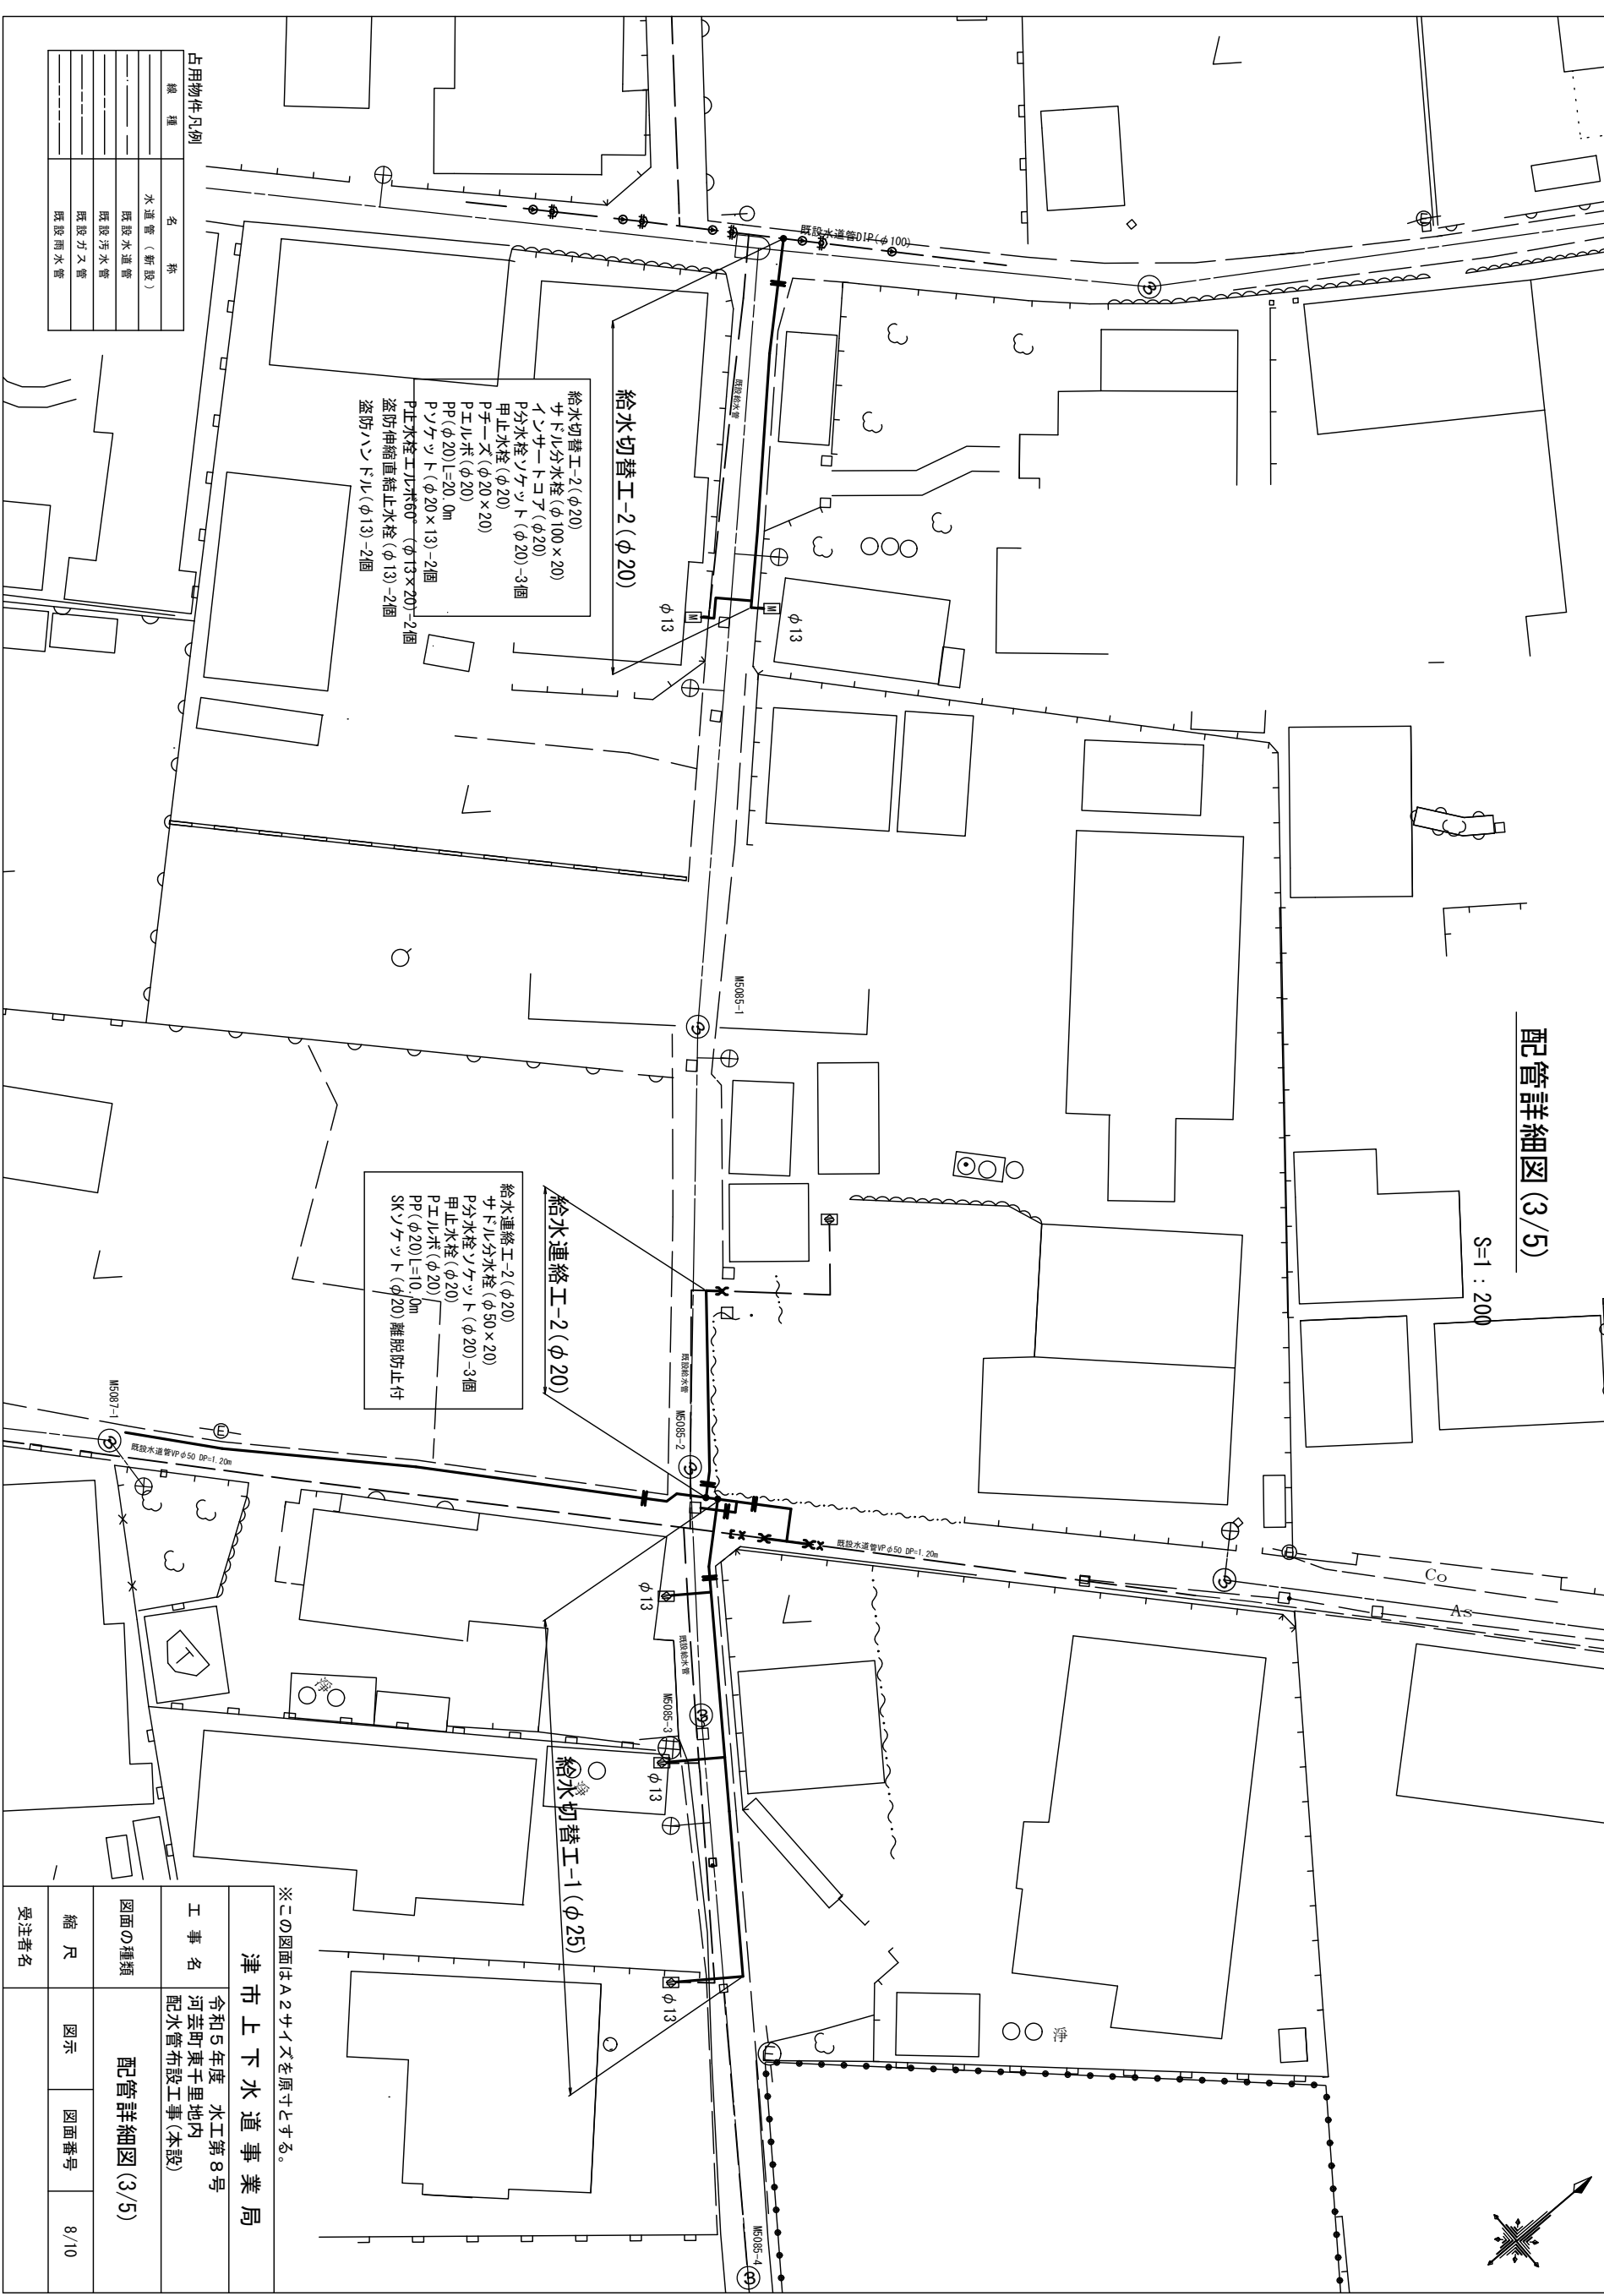 配管詳細図(3/5)
S=1：200
占用物件凡例
線種 名称
水道管(新設)
既設水道管
既設汚水管
既設ガス管
既設雨水管
既設水道管DIP(φ100)
既設給水管
給水切替工-2(φ20)
給水切替工-2(φ20)
サドル分水栓(φ100×20)
インサートコア(φ20)
P分水栓ソケット(φ20)-3個
甲止水栓(φ20)
Pチーズ(φ20×20)
Pエルボ(φ20)
PP(φ20)L=20.0m
Pソケット(φ20×13)-2個
P止水栓エルボ60°(φ13×20)-2個
盗防伸縮直結止水栓(φ13)-2個
盗防ハンドル(φ13)-2個
φ13
φ13
M
M
3
M5085-1
3
給水連絡工-2(φ20)
給水連絡工-2(φ20)
サドル分水栓(φ50×20)
P分水栓ソケット(φ20)-3個
甲止水栓(φ20)
Pエルボ(φ20)
PP(φ20)L=10.0m
SKソケット(φ20)離脱防止付
既設給水管
M5085-2
3
M5087-1
3
既設水道管VPφ50 DP=1.20m
既設水道管VPφ50 DP=1.20m
3
Co
As
φ13
既設給水管
M5085-3
3
φ13
浄
浄
T
給水切替工-1(φ25)
φ13
浄
M5085-4
3
※この図面はA2サイズを原寸とする。
津市上下水道事業局
工事名
令和5年度 水工第8号
河芸町東千里地内
配水管布設工事(本設)
図面の種類 配管詳細図(3/5)
縮尺 図示 図面番号 8/10
受注者名